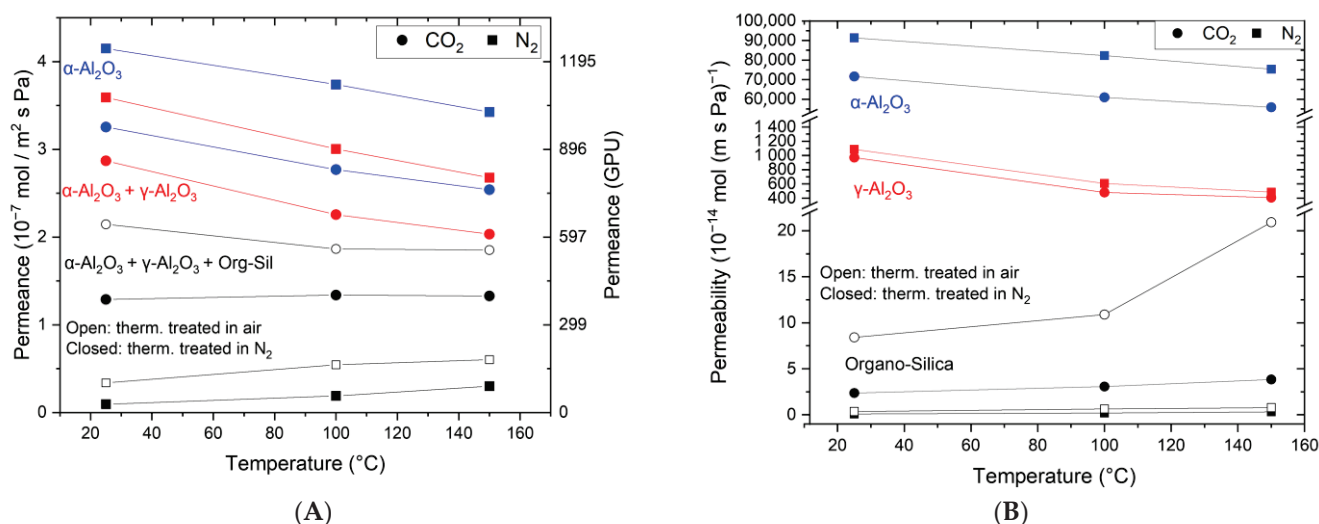 CO₂ N₂
α-Al₂O₃
α-Al₂O₃ + γ-Al₂O₃
α-Al₂O₃ + γ-Al₂O₃ + Org-Sil
Open: therm. treated in air
Closed: therm. treated in N₂
Permeance (10⁻⁷ mol / m² s Pa)
4
3
2
1
0
Permeance (GPU)
1195
896
597
299
0
20 40 60 80 100 120 140 160
Temperature (°C)
(A)
CO₂ N₂
α-Al₂O₃
γ-Al₂O₃
Open: therm. treated in air
Closed: therm. treated in N₂
Organo-Silica
Permeability (10⁻¹⁴ mol (m s Pa)⁻¹)
100,000
90,000
80,000
70,000
60,000
1 400
1 200
1 000
800
600
400
20
15
10
5
0
20 40 60 80 100 120 140 160
Temperature (°C)
(B)